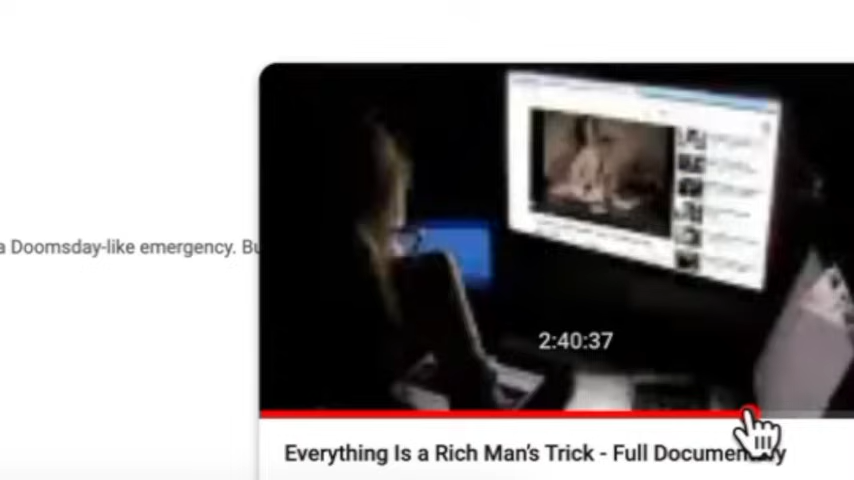 a Doomsday-like emergency. Bu
2:40:37
Everything Is a Rich Man's Trick - Full Documentary